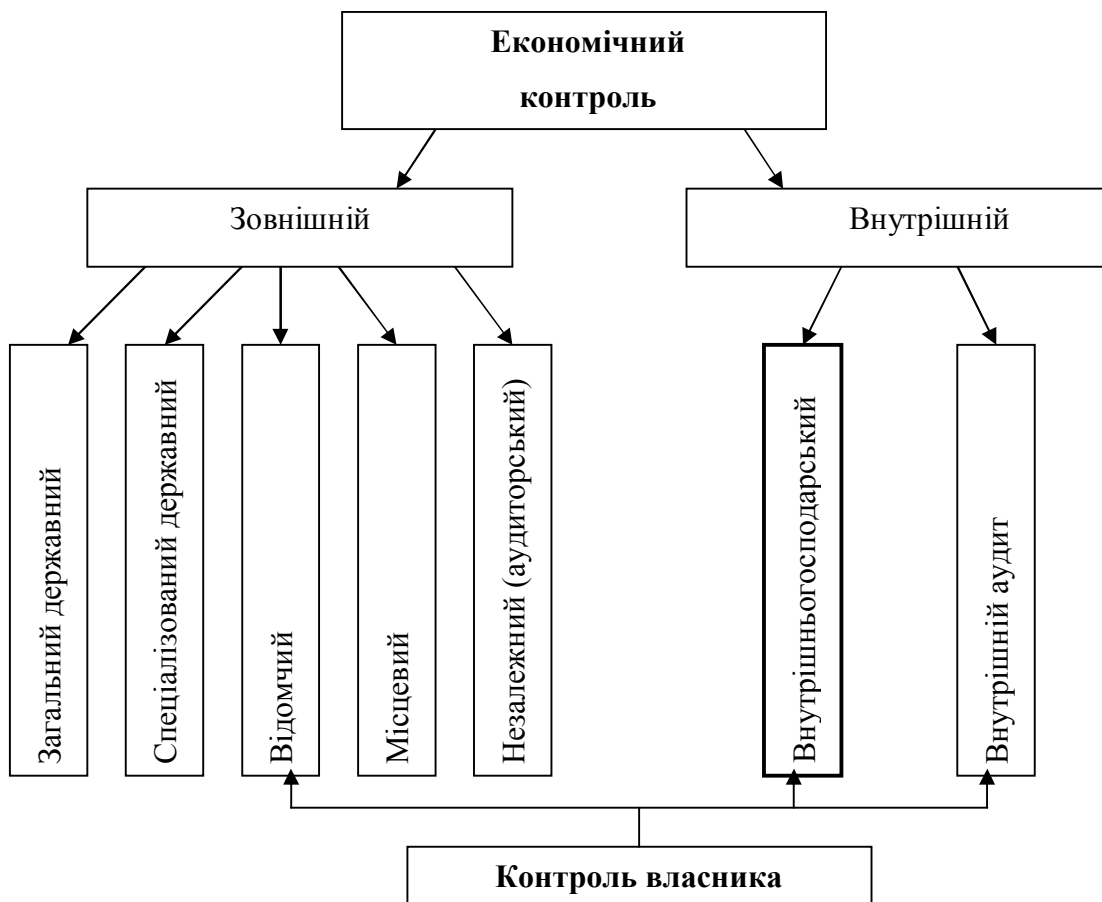 Економічний
контроль
Зовнішній
Внутрішній
Загальний державний
Спеціалізований державний
Відомчий
Місцевий
Незалежний (аудиторський)
Внутрішньогосподарський
Внутрішній аудит
Контроль власника